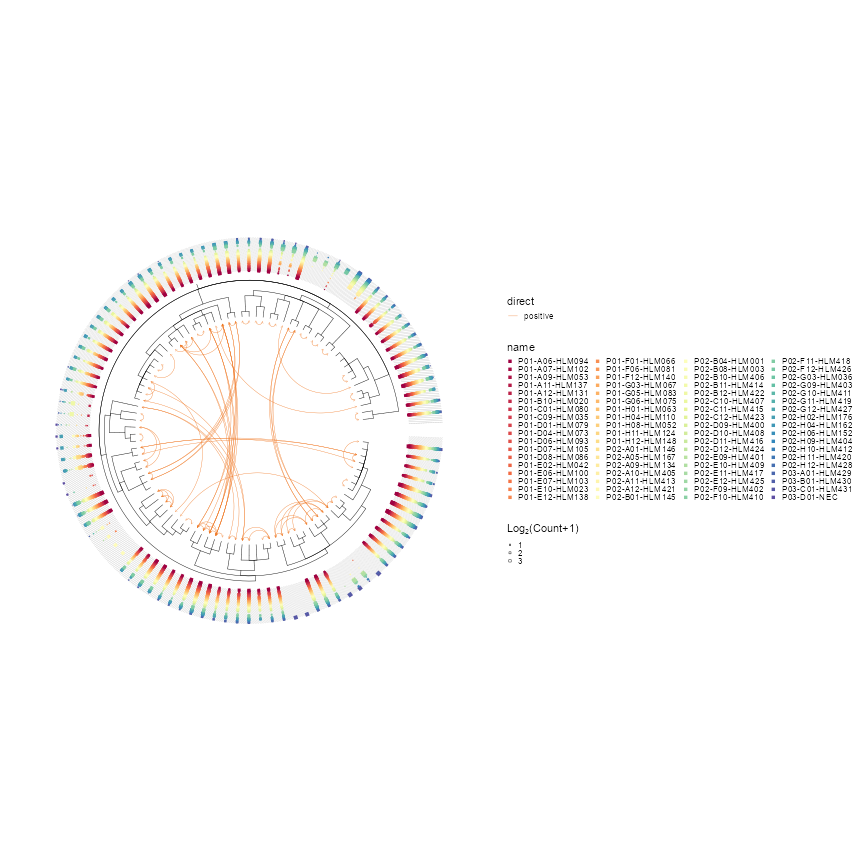 direct
positive
name
P01-A06-HLM094 P01-F01-HLM066 P02-B04-HLM001 P02-F11-HLM418
P01-A07-HLM102 P01-F06-HLM081 P02-B08-HLM003 P02-F12-HLM426
P01-A09-HLM053 P01-F12-HLM140 P02-B10-HLM406 P02-G03-HLM036
P01-A11-HLM137 P01-G03-HLM067 P02-B11-HLM414 P02-G09-HLM403
P01-A12-HLM131 P01-G05-HLM083 P02-B12-HLM422 P02-G10-HLM411
P01-B10-HLM020 P01-G06-HLM075 P02-C10-HLM407 P02-G11-HLM419
P01-C01-HLM080 P01-H01-HLM063 P02-C11-HLM415 P02-G12-HLM427
P01-C09-HLM035 P01-H04-HLM110 P02-C12-HLM423 P02-H02-HLM176
P01-D01-HLM079 P01-H08-HLM052 P02-D09-HLM400 P02-H04-HLM162
P01-D04-HLM073 P01-H11-HLM124 P02-D10-HLM408 P02-H06-HLM152
P01-D06-HLM093 P01-H12-HLM148 P02-D11-HLM416 P02-H09-HLM404
P01-D07-HLM105 P02-A01-HLM146 P02-D12-HLM424 P02-H10-HLM412
P01-D08-HLM086 P02-A05-HLM167 P02-E09-HLM401 P02-H11-HLM420
P01-E02-HLM042 P02-A09-HLM134 P02-E10-HLM409 P02-H12-HLM428
P01-E06-HLM100 P02-A10-HLM405 P02-E11-HLM417 P03-A01-HLM429
P01-E07-HLM103 P02-A11-HLM413 P02-E12-HLM425 P03-B01-HLM430
P01-E10-HLM023 P02-A12-HLM421 P02-F09-HLM402 P03-C01-HLM431
P01-E12-HLM138 P02-B01-HLM145 P02-F10-HLM410 P03-D01-NEC
Log₂(Count+1)
1
2
3